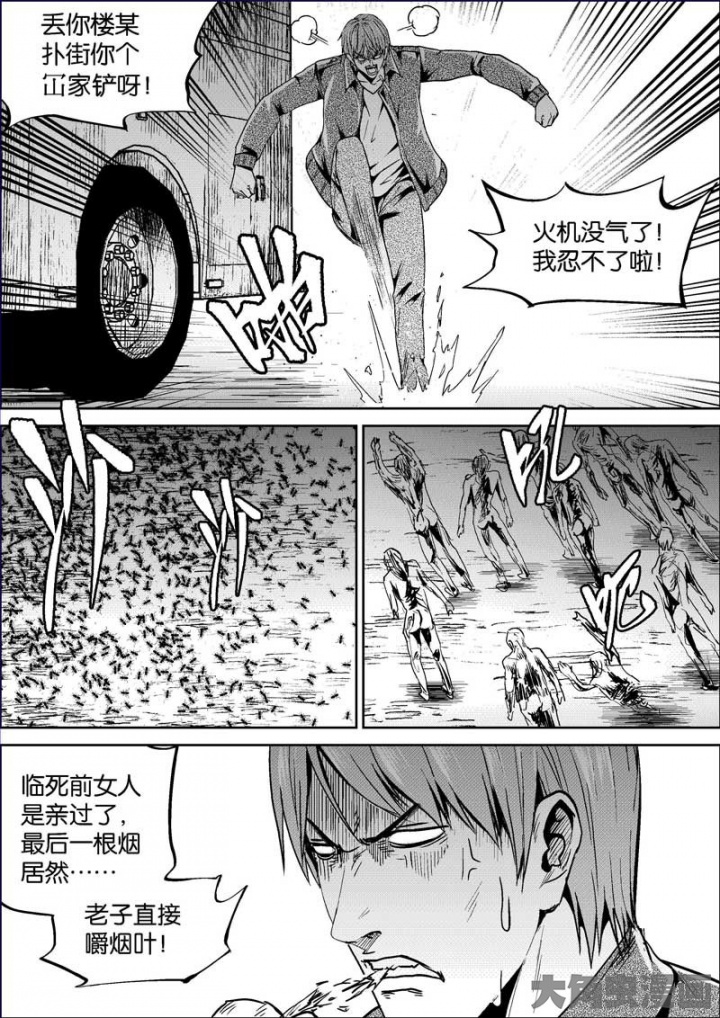 丢你楼某
扑街你个
冚家铲呀！
火机没气了！
我忍不了啦！
啪
沙
沙
吼
吼
临死前女人
是亲过了，
最后一根烟
居然……
老子直接
嚼烟叶！